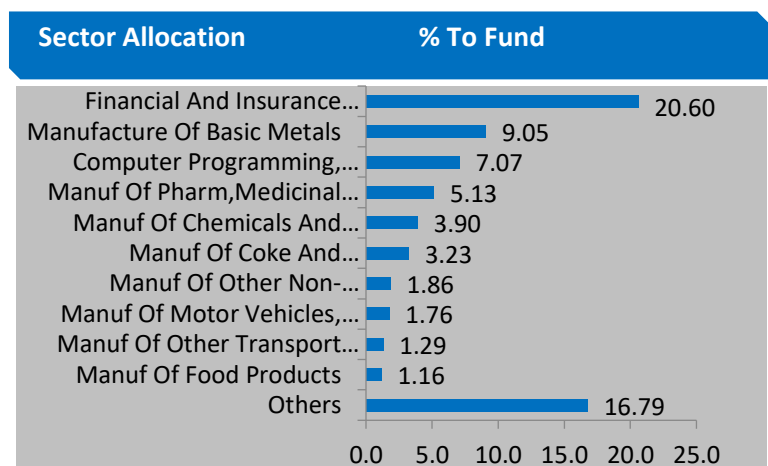 Sector Allocation % To Fund
Financial And Insurance… 20.60
Manufacture Of Basic Metals 9.05
Computer Programming,… 7.07
Manuf Of Pharm,Medicinal… 5.13
Manuf Of Chemicals And… 3.90
Manuf Of Coke And… 3.23
Manuf Of Other Non-… 1.86
Manuf Of Motor Vehicles,… 1.76
Manuf Of Other Transport… 1.29
Manuf Of Food Products 1.16
Others 16.79
0.0 5.0 10.0 15.0 20.0 25.0